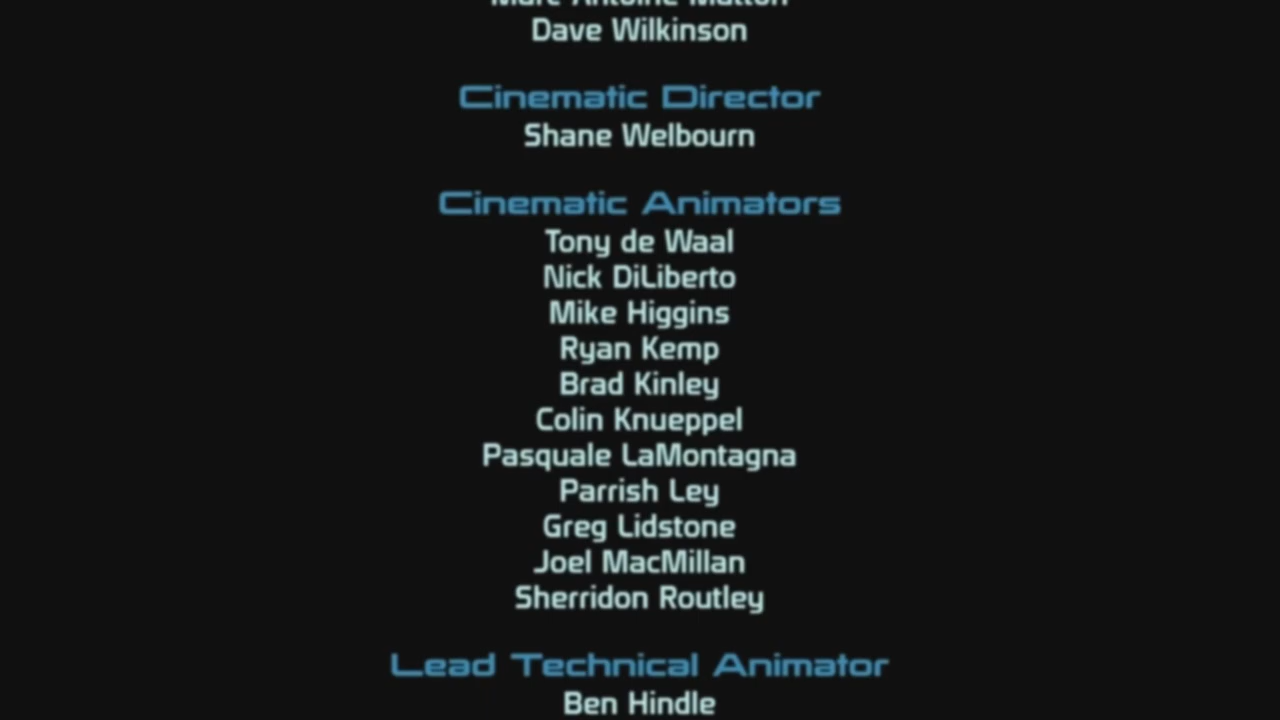 Dave Wilkinson
Cinematic Director
Shane Welbourn
Cinematic Animators
Tony de Waal
Nick DiLiberto
Mike Higgins
Ryan Kemp
Brad Kinley
Colin Knueppel
Pasquale LaMontagna
Parrish Ley
Greg Lidstone
Joel MacMillan
Sherridon Routley
Lead Technical Animator
Ben Hindle